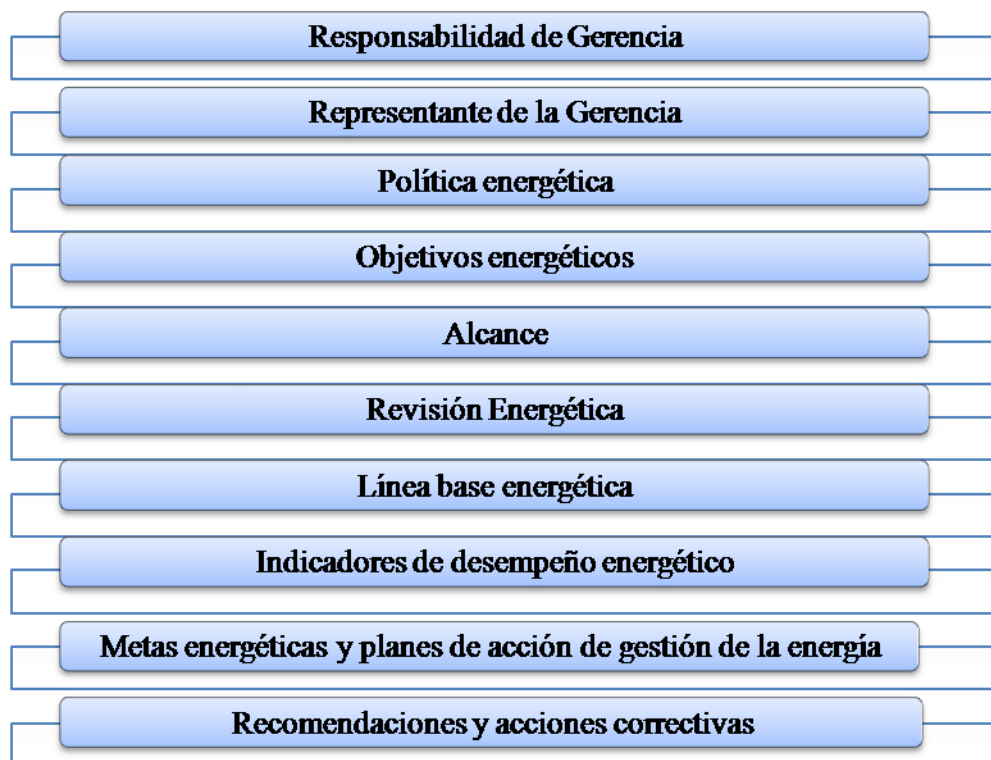 Responsabilidad de Gerencia
Representante de la Gerencia
Política energética
Objetivos energéticos
Alcance
Revisión Energética
Línea base energética
Indicadores de desempeño energético
Metas energéticas y planes de acción de gestión de la energía
Recomendaciones y acciones correctivas